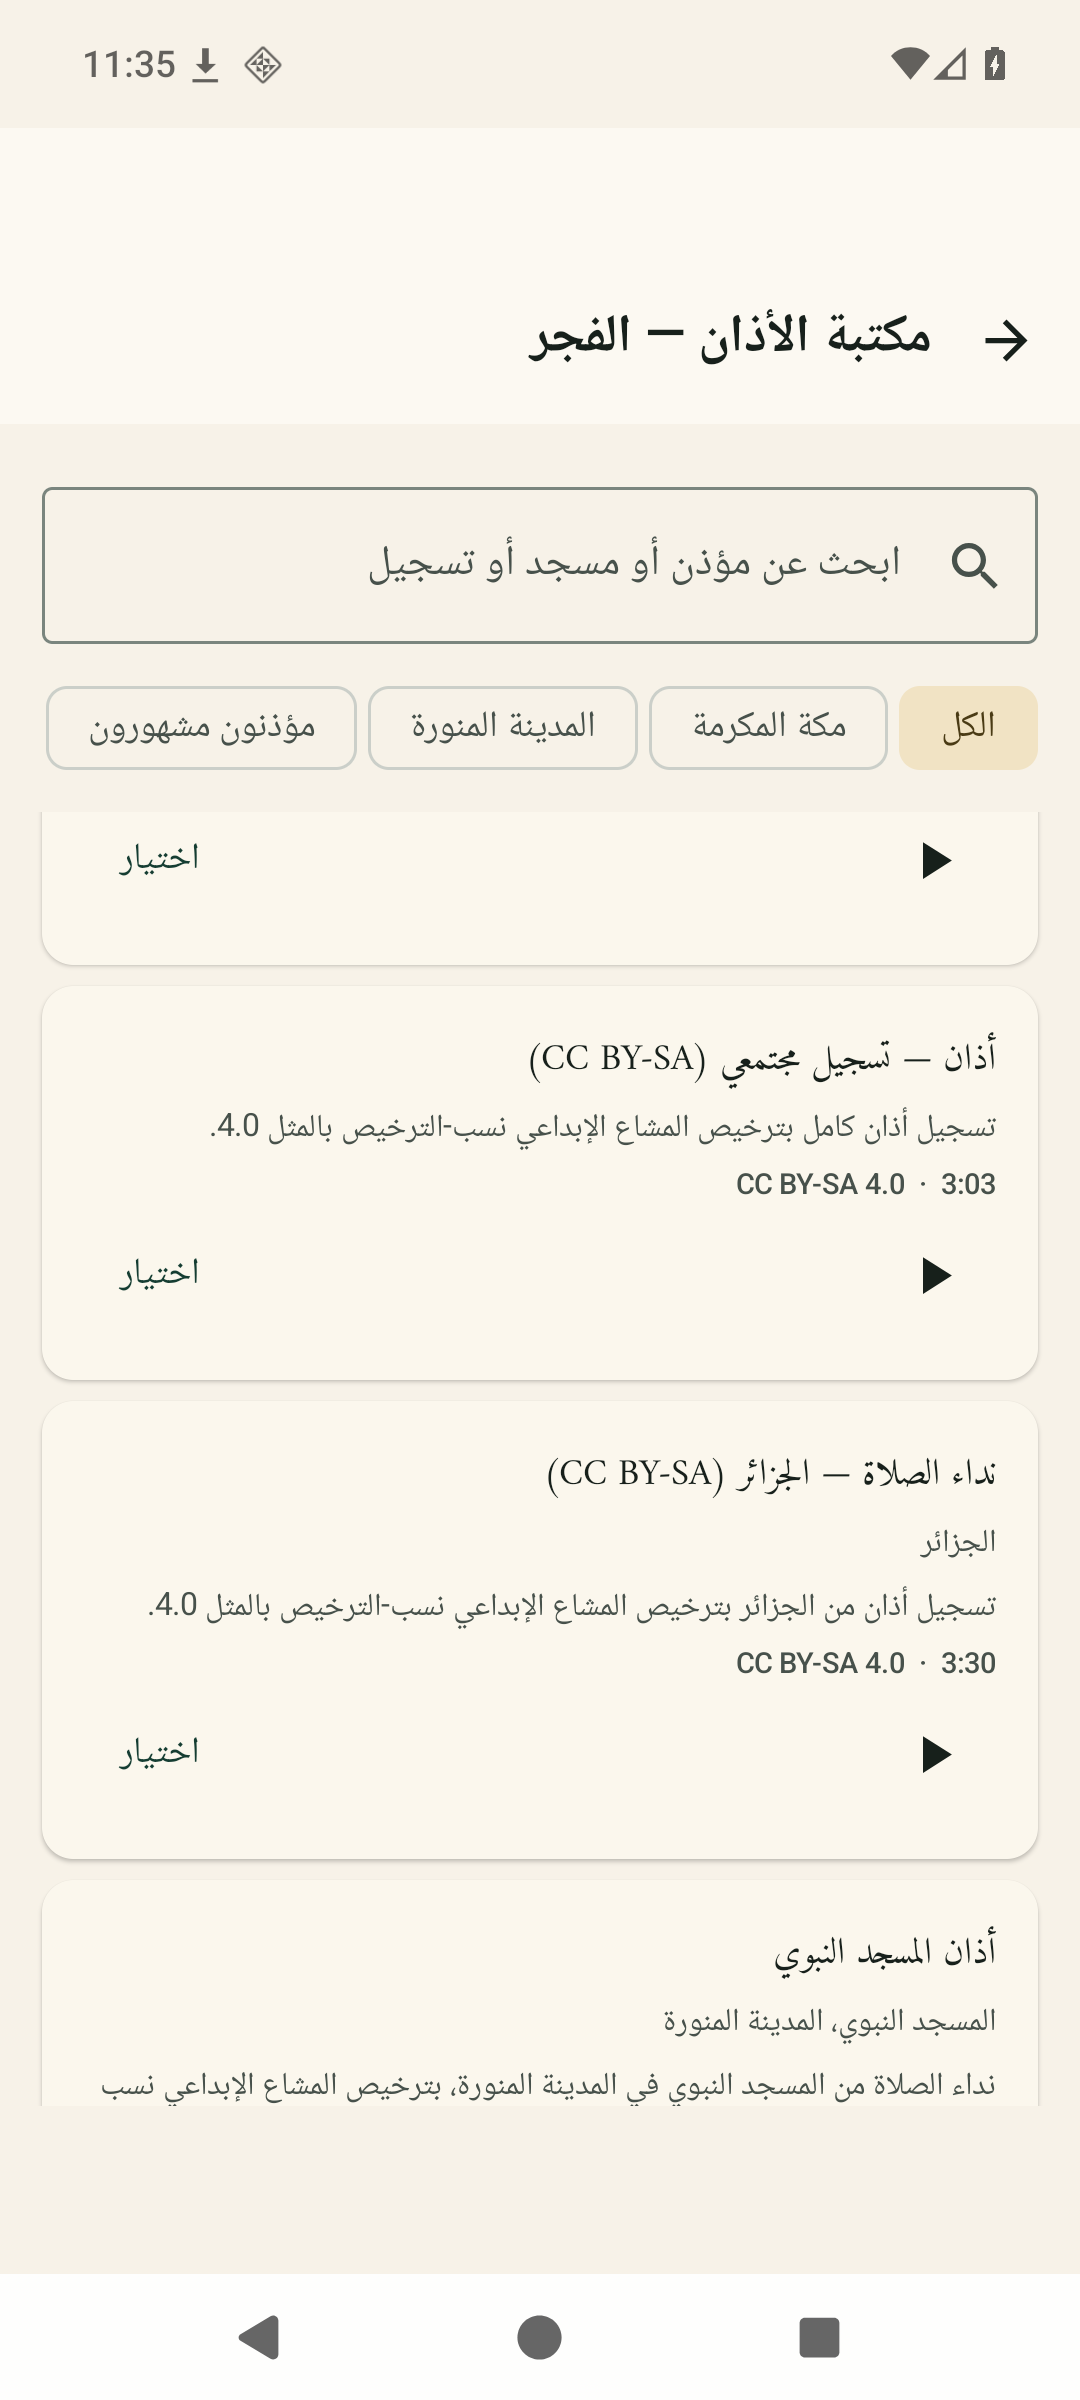 11:35
مكتبة الأذان — الفجر
ابحث عن مؤذن أو مسجد أو تسجيل
الكل
مكة المكرمة
المدينة المنورة
مؤذنون مشهورون
اختيار
أذان — تسجيل مجتمعي (CC BY-SA)
تسجيل أذان كامل بترخيص المشاع الإبداعي نسب-الترخيص بالمثل 4.0.
3:03 · CC BY-SA 4.0
اختيار
نداء الصلاة — الجزائر (CC BY-SA)
الجزائر
تسجيل أذان من الجزائر بترخيص المشاع الإبداعي نسب-الترخيص بالمثل 4.0.
3:30 · CC BY-SA 4.0
اختيار
أذان المسجد النبوي
المسجد النبوي، المدينة المنورة
نداء الصلاة من المسجد النبوي في المدينة المنورة، بترخيص المشاع الإبداعي نسب